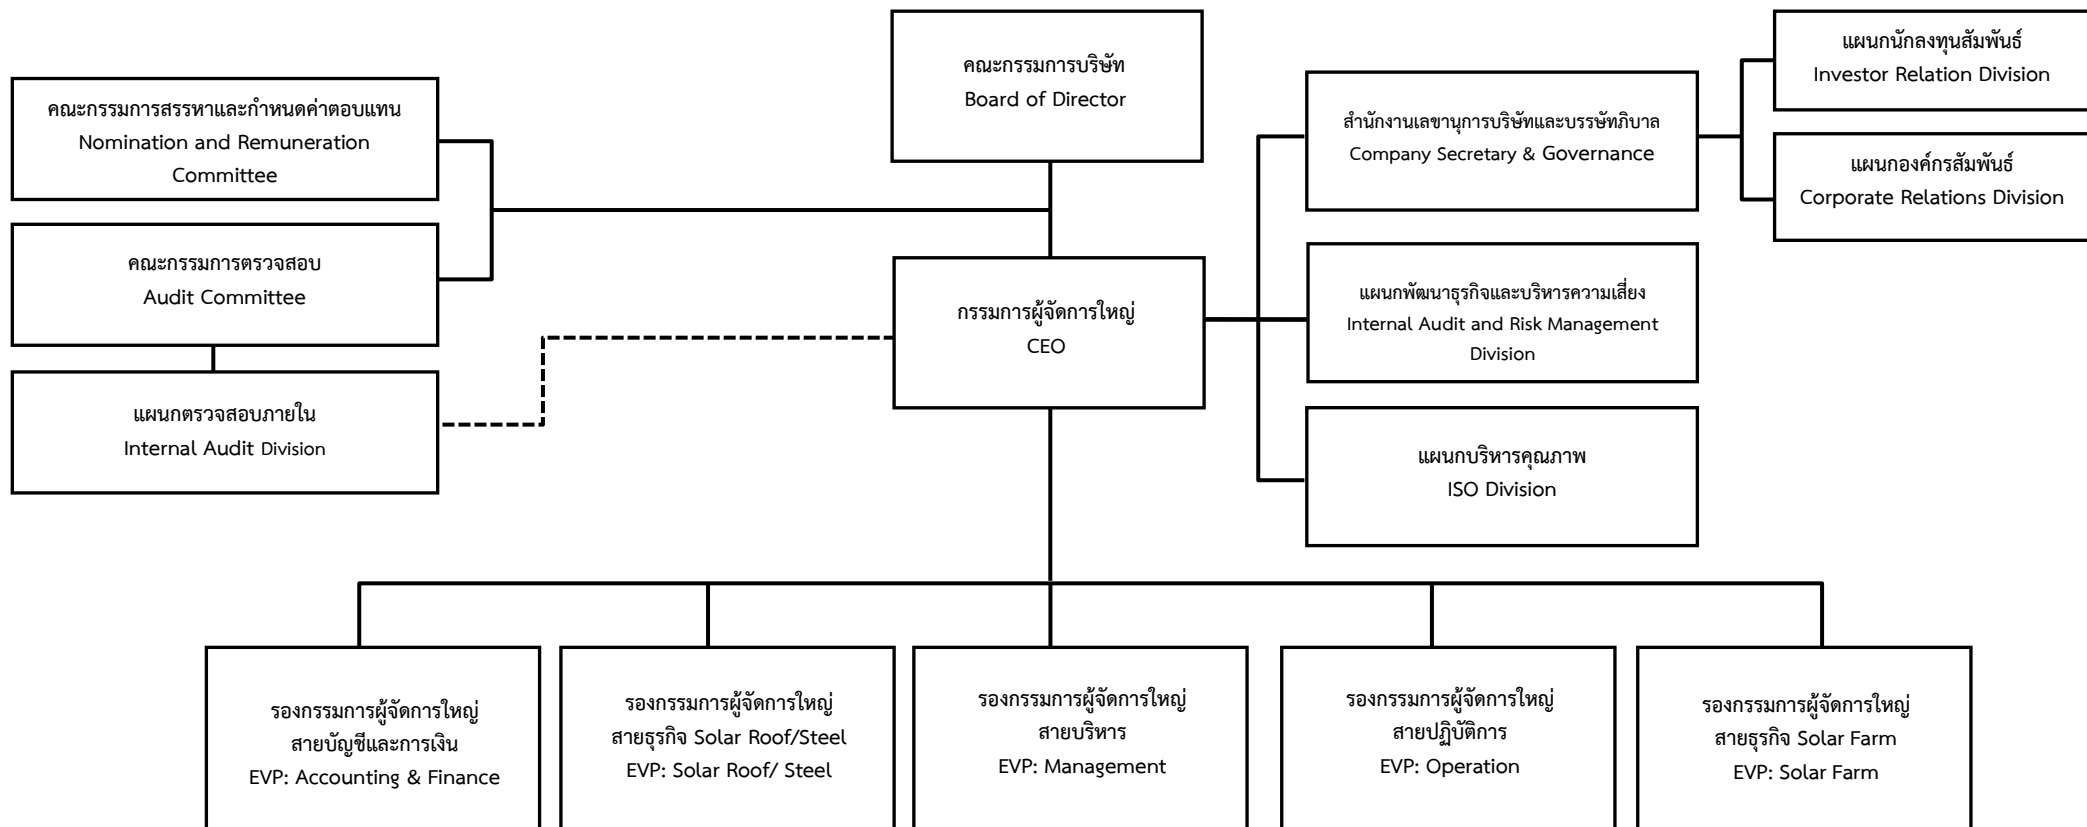 คณะกรรมการบริษัท
Board of Director
คณะกรรมการสรรหาและกำหนดค่าตอบแทน
Nomination and Remuneration
Committee
คณะกรรมการตรวจสอบ
Audit Committee
แผนกตรวจสอบภายใน
Internal Audit Division
กรรมการผู้จัดการใหญ่
CEO
สำนักงานเลขานุการบริษัทและบรรษัทภิบาล
Company Secretary & Governance
แผนกนักลงทุนสัมพันธ์
Investor Relation Division
แผนกองค์กรสัมพันธ์
Corporate Relations Division
แผนกพัฒนาธุรกิจและบริหารความเสี่ยง
Internal Audit and Risk Management
Division
แผนกบริหารคุณภาพ
ISO Division
รองกรรมการผู้จัดการใหญ่
สายบัญชีและการเงิน
EVP: Accounting & Finance
รองกรรมการผู้จัดการใหญ่
สายธุรกิจ Solar Roof/Steel
EVP: Solar Roof/ Steel
รองกรรมการผู้จัดการใหญ่
สายบริหาร
EVP: Management
รองกรรมการผู้จัดการใหญ่
สายปฏิบัติการ
EVP: Operation
รองกรรมการผู้จัดการใหญ่
สายธุรกิจ Solar Farm
EVP: Solar Farm